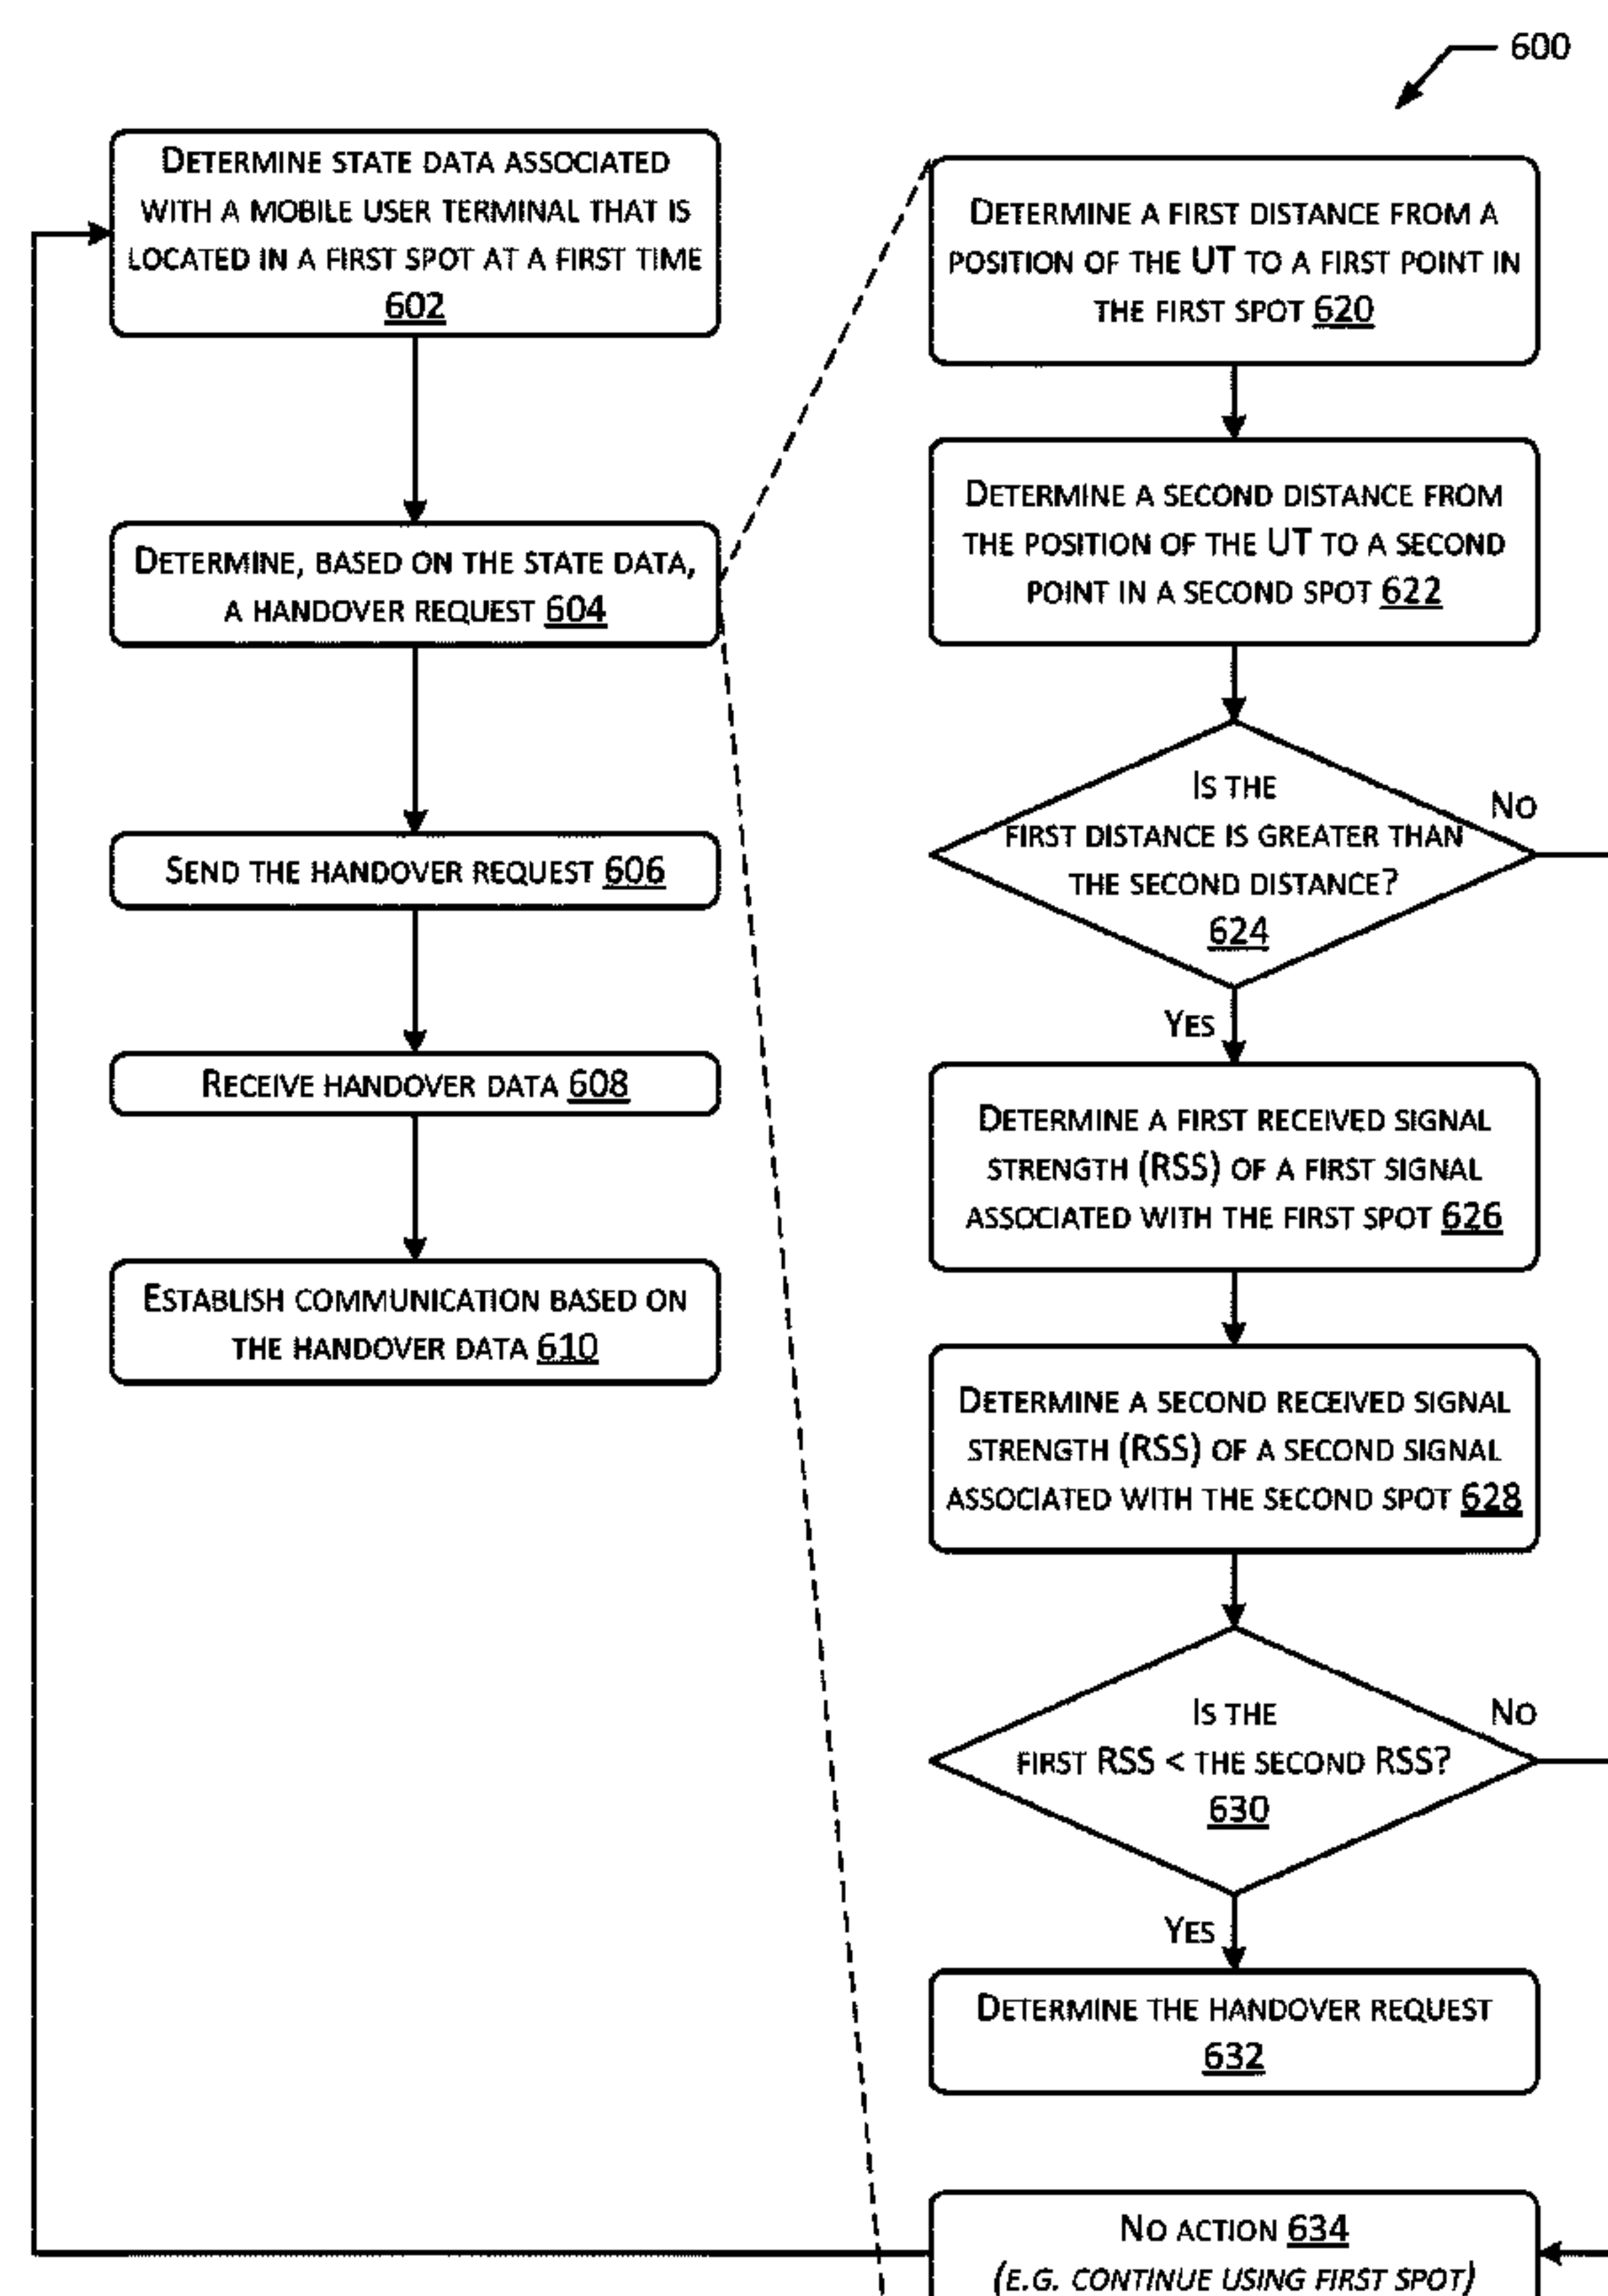 600
DETERMINE STATE DATA ASSOCIATED
WITH A MOBILE USER TERMINAL THAT IS
LOCATED IN A FIRST SPOT AT A FIRST TIME
602
DETERMINE, BASED ON THE STATE DATA,
A HANDOVER REQUEST 604
SEND THE HANDOVER REQUEST 606
RECEIVE HANDOVER DATA 608
ESTABLISH COMMUNICATION BASED ON
THE HANDOVER DATA 610
DETERMINE A FIRST DISTANCE FROM A
POSITION OF THE UT TO A FIRST POINT IN
THE FIRST SPOT 620
DETERMINE A SECOND DISTANCE FROM
THE POSITION OF THE UT TO A SECOND
POINT IN A SECOND SPOT 622
IS THE
FIRST DISTANCE IS GREATER THAN
THE SECOND DISTANCE?
624
NO
YES
DETERMINE A FIRST RECEIVED SIGNAL
STRENGTH (RSS) OF A FIRST SIGNAL
ASSOCIATED WITH THE FIRST SPOT 626
DETERMINE A SECOND RECEIVED SIGNAL
STRENGTH (RSS) OF A SECOND SIGNAL
ASSOCIATED WITH THE SECOND SPOT 628
IS THE
FIRST RSS < THE SECOND RSS?
630
NO
YES
DETERMINE THE HANDOVER REQUEST
632
NO ACTION 634
(E.G. CONTINUE USING FIRST SPOT)